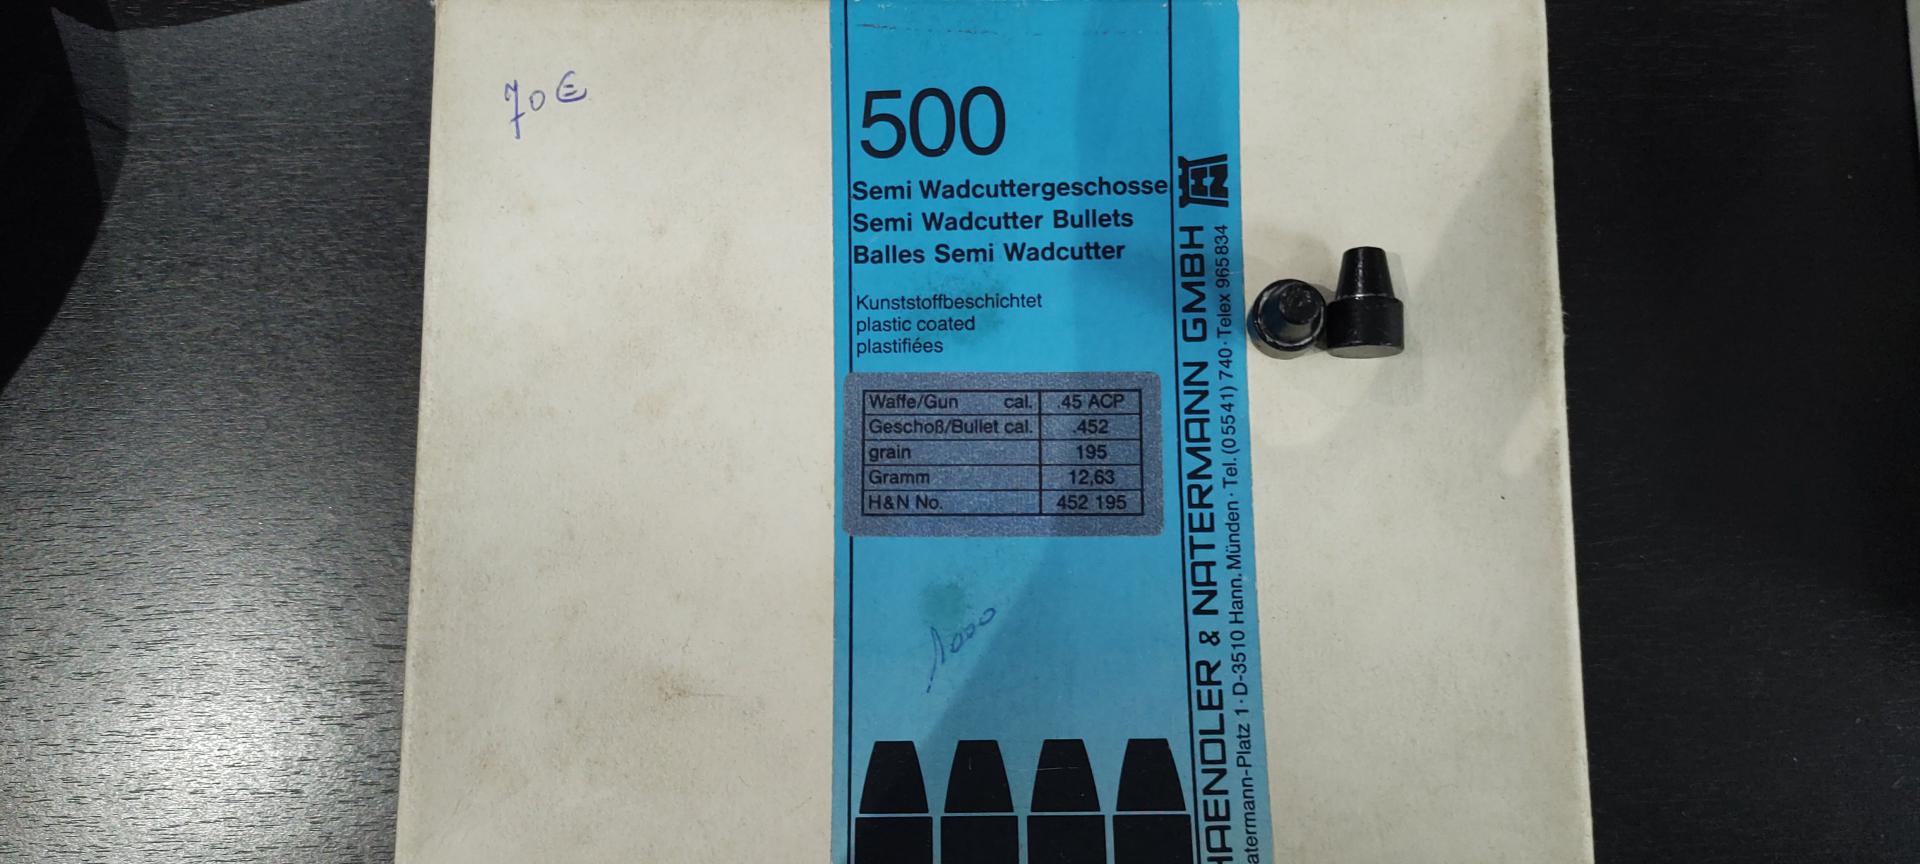 70€
500
Semi Wadcuttergeschosse
Semi Wadcutter Bullets
Balles Semi Wadcutter
Kunststoffbeschichtet
plastic coated
plastifiées
Waffe/Gun cal. 45 ACP
Geschoß/Bullet cal. .452
grain 195
Gramm 12,63
H&N No. 452 195
1000
HAENDLER & NATERMANN GMBH HN
atermann-Platz 1 · D-3510 Hann. Münden · Tel. (05541) 740 · Telex 965834